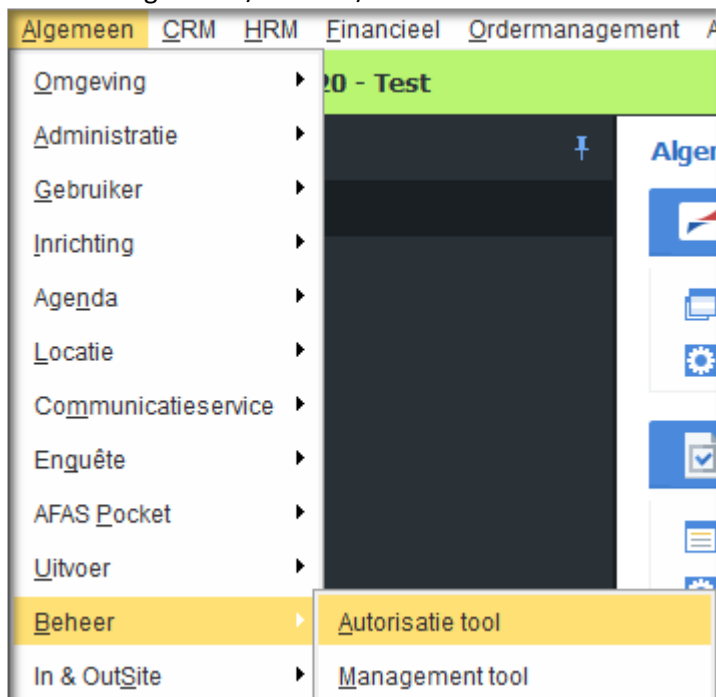 Algemeen CRM HRM Financieel Ordermanagement
20 - Test
Omgeving
Administratie
Gebruiker
Inrichting
Agenda
Locatie
Communicatieservice
Enquête
AFAS Pocket
Uitvoer
Beheer
In & OutSite
Autorisatie tool
Management tool